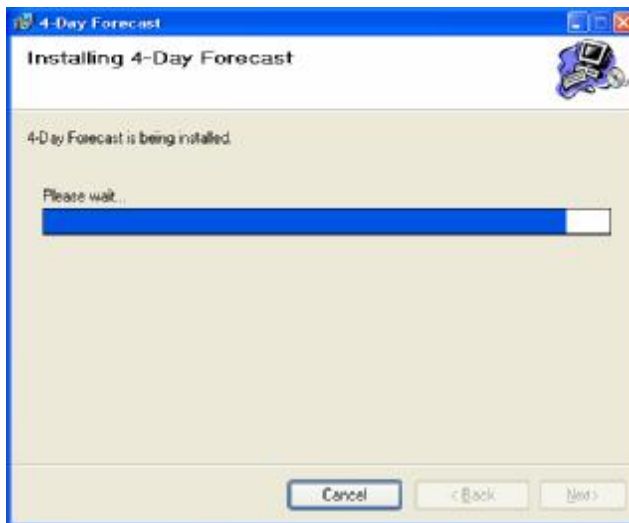 4-Day Forecast
Installing 4-Day Forecast
4-Day Forecast is being installed.
Please wait...
Cancel
< Back
Next >